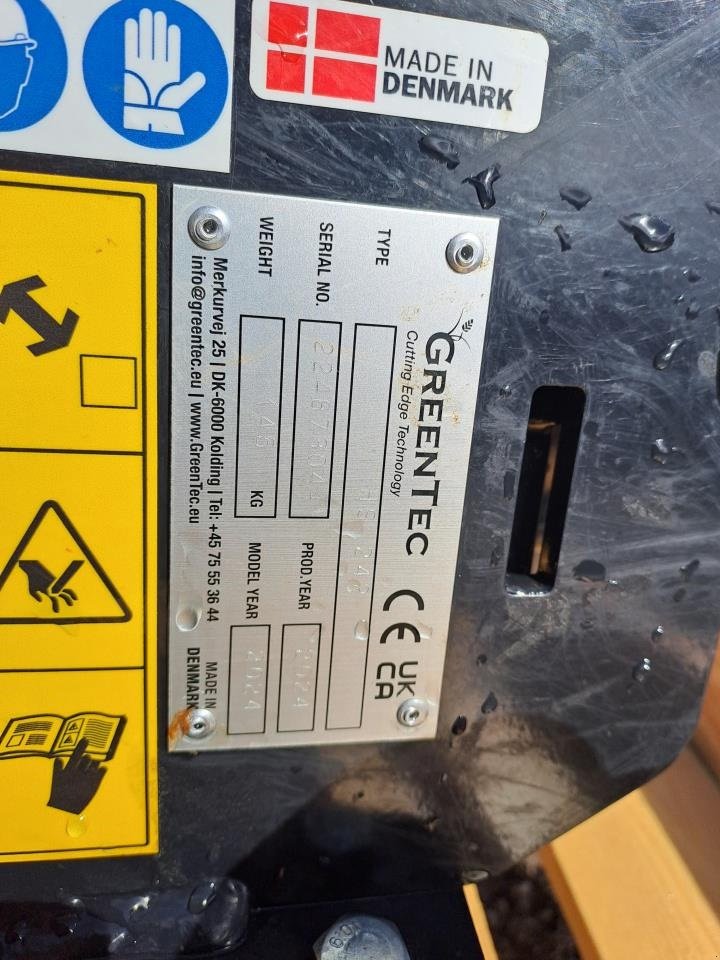 MADE IN
DENMARK
GREENTEC
Cutting Edge Technology
CE UK
CA
TYPE
SERIAL NO.
PROD.YEAR 2024
WEIGHT KG MODEL YEAR 2024
Merkurvej 25 | DK-6000 Kolding | Tel: +45 75 55 36 44
info@greentec.eu | www.GreenTec.eu
MADE IN
DENMARK